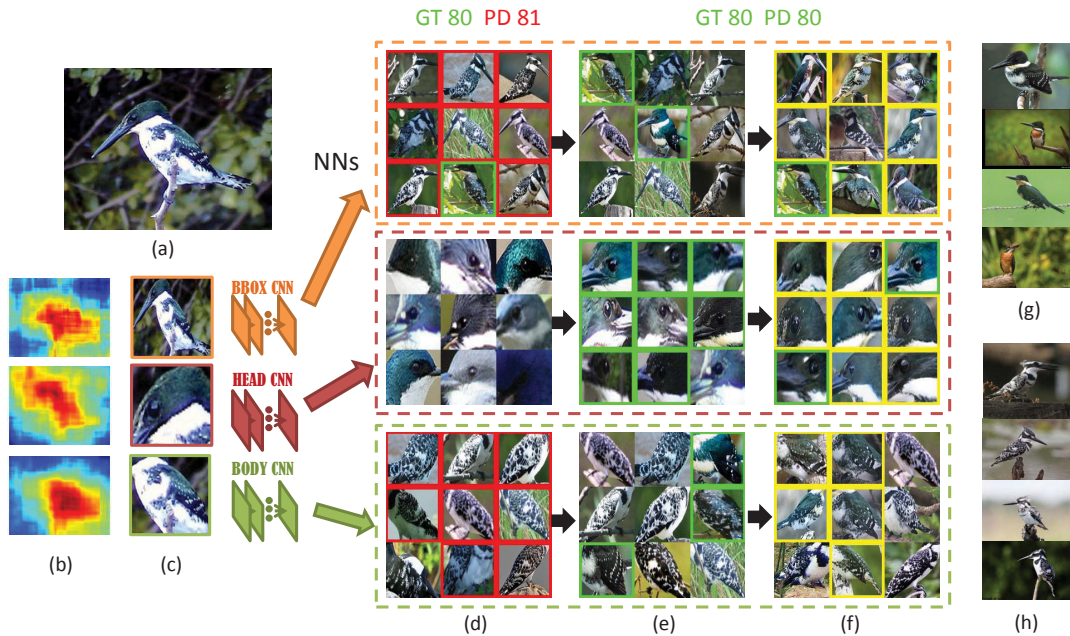 GT 80 PD 81
GT 80 PD 80
NNs
(a)
BBOX CNN
HEAD CNN
BODY CNN
(b)
(c)
(d)
(e)
(f)
(g)
(h)